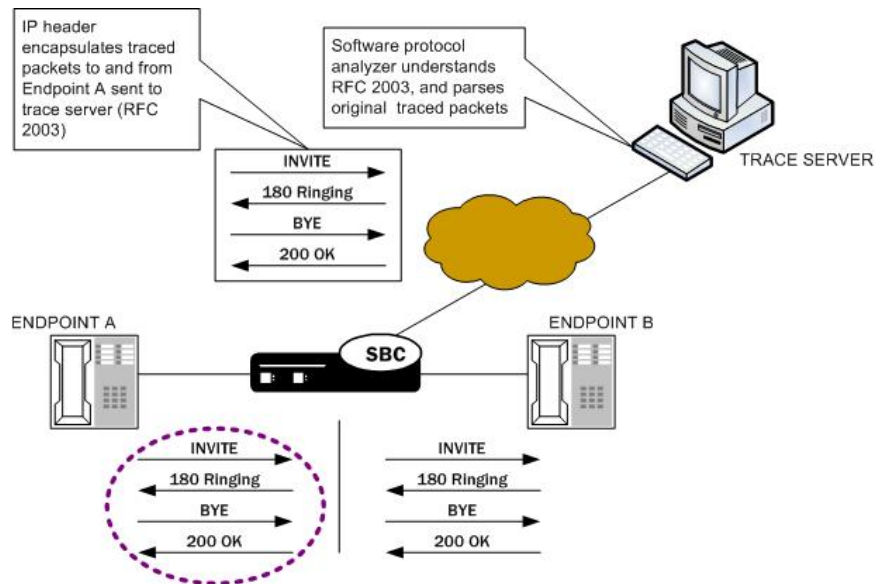 IP header
encapsulates traced
packets to and from
Endpoint A sent to
trace server (RFC
2003)
Software protocol
analyzer understands
RFC 2003, and parses
original traced packets
TRACE SERVER
INVITE
180 Ringing
BYE
200 OK
ENDPOINT A
SBC
ENDPOINT B
INVITE
180 Ringing
BYE
200 OK
INVITE
180 Ringing
BYE
200 OK